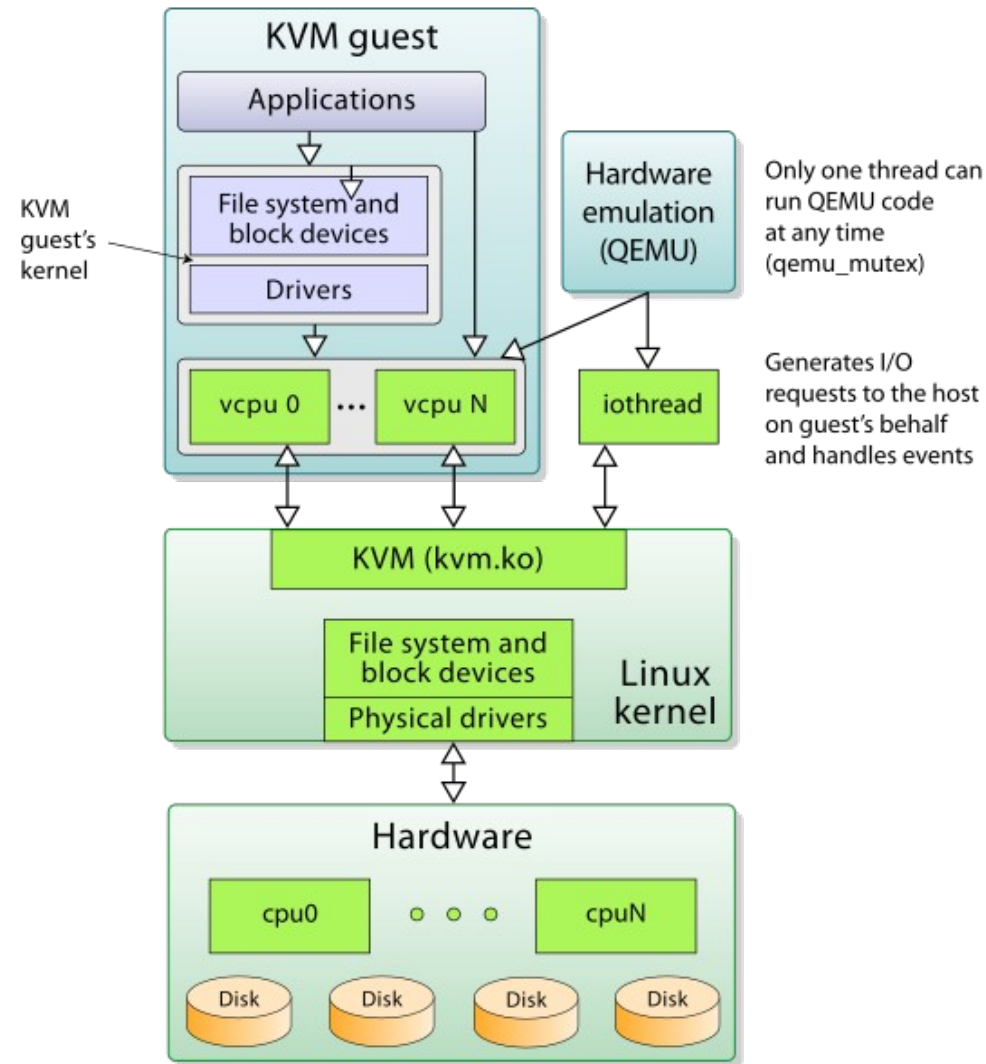 KVM guest
Applications
KVM
guest's
kernel
File system and
block devices
Drivers
vcpu 0
...
vcpu N
Hardware
emulation
(QEMU)
Only one thread can
run QEMU code
at any time
(qemu_mutex)
iothread
Generates I/O
requests to the host
on guest's behalf
and handles events
KVM (kvm.ko)
File system and
block devices
Physical drivers
Linux
kernel
Hardware
cpu0
cpuN
Disk
Disk
Disk
Disk